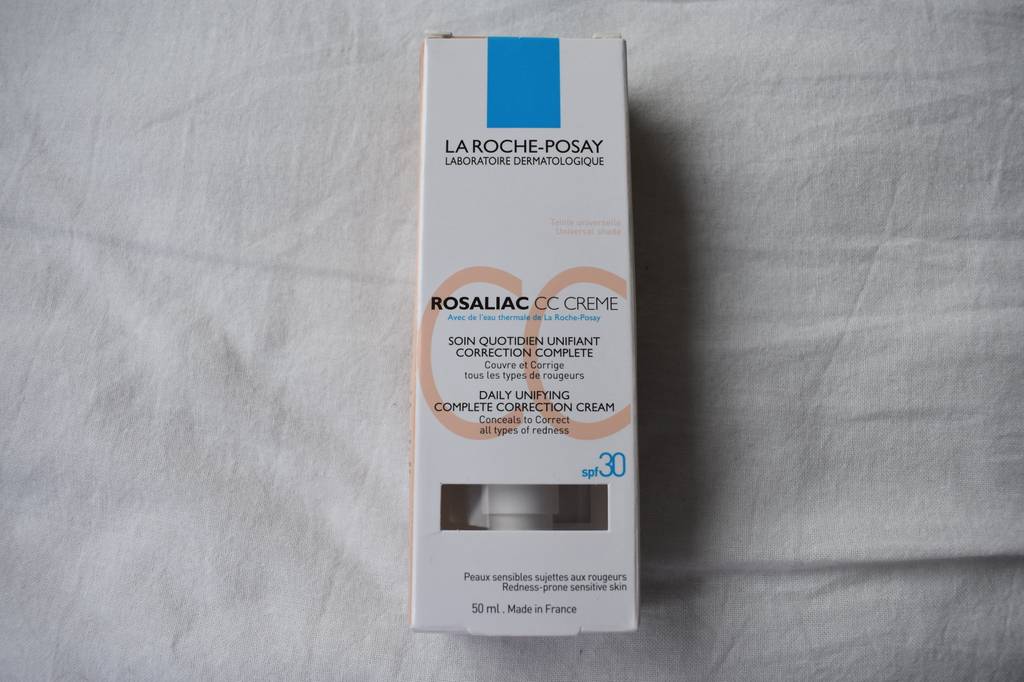 LA ROCHE-POSAY
LABORATOIRE DERMATOLOGIQUE
Teinte universelle
Universal shade
CC
ROSALIAC CC CREME
Avec de l'eau thermale de La Roche-Posay
SOIN QUOTIDIEN UNIFIANT
CORRECTION COMPLETE
Couvre et Corrige
tous les types de rougeurs
DAILY UNIFYING
COMPLETE CORRECTION CREAM
Conceals to Correct
all types of redness
spf30
Peaux sensibles sujettes aux rougeurs
Redness-prone sensitive skin
50 ml . Made in France